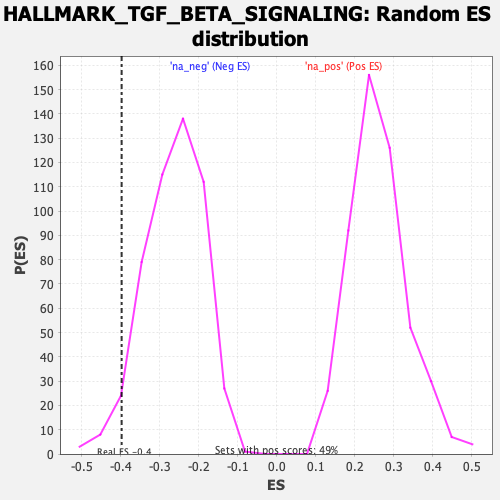 HALLMARK_TGF_BETA_SIGNALING: Random ES
distribution
'na_neg' (Neg ES)
'na_pos' (Pos ES)
160
150
140
130
120
110
100
90
80
70
60
50
40
30
20
10
0
P(ES)
Real ES -0.4
Sets with pos scores: 49%
-0.5 -0.4 -0.3 -0.2 -0.1 0.0 0.1 0.2 0.3 0.4 0.5
ES